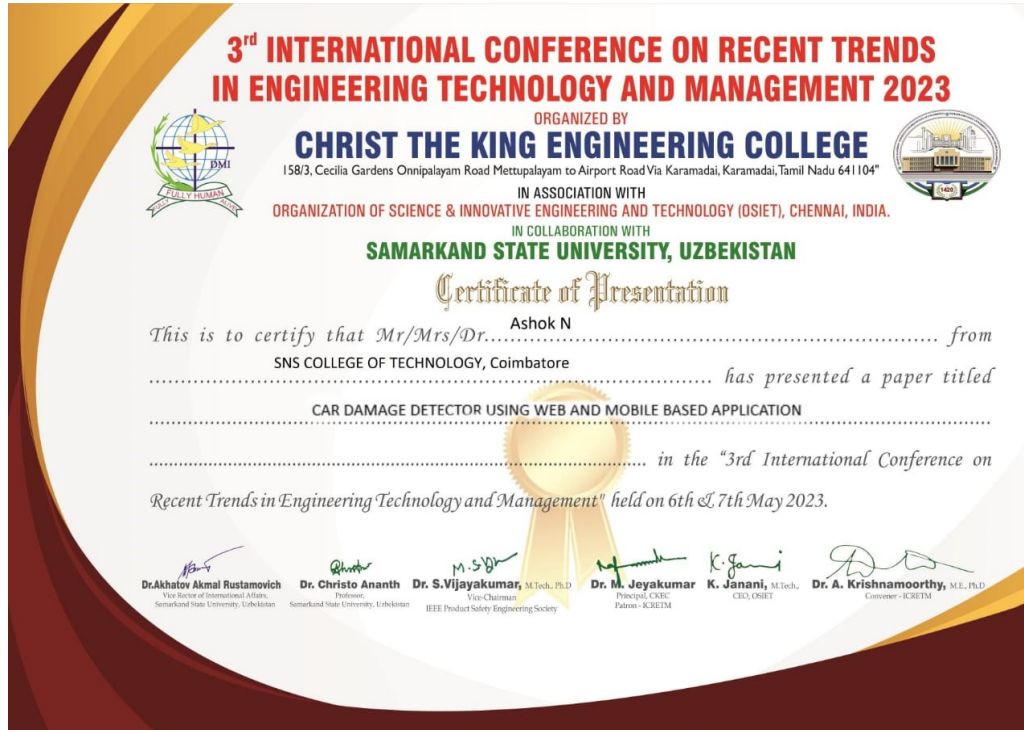 3rd INTERNATIONAL CONFERENCE ON RECENT TRENDS
IN ENGINEERING TECHNOLOGY AND MANAGEMENT 2023
ORGANIZED BY
CHRIST THE KING ENGINEERING COLLEGE
158/3, Cecilia Gardens Onnipalayam Road Mettupalayam to Airport Road Via Karamadai, Karamadai, Tamil Nadu 641104"
DMI
FULLY HUMAN FULLY ALIVE
1420
IN ASSOCIATION WITH
ORGANIZATION OF SCIENCE & INNOVATIVE ENGINEERING AND TECHNOLOGY (OSIET), CHENNAI, INDIA.
IN COLLABORATION WITH
SAMARKAND STATE UNIVERSITY, UZBEKISTAN
Certificate of Presentation
This is to certify that Mr/Mrs/Dr. Ashok N from
SNS COLLEGE OF TECHNOLOGY, Coimbatore has presented a paper titled
CAR DAMAGE DETECTOR USING WEB AND MOBILE BASED APPLICATION
in the "3rd International Conference on
Recent Trends in Engineering Technology and Management" held on 6th & 7th May 2023.
Dr.Akhatov Akmal Rustamovich
Vice Rector of International Affairs,
Samarkand State University, Uzbekistan
Dr. Christo Ananth
Professor,
Samarkand State University, Uzbekistan
M.S
Dr. S.Vijayakumar, M.Tech., Ph.D
Vice-Chairman
IEEE Product Safety Engineering Society
Dr. M. Jeyakumar
Principal, CKEC
Patron - ICRETM
K. Janani
K. Janani, M.Tech.,
CEO, OSIET
Dr. A. Krishnamoorthy, M.E., Ph.D
Convener - ICRETM